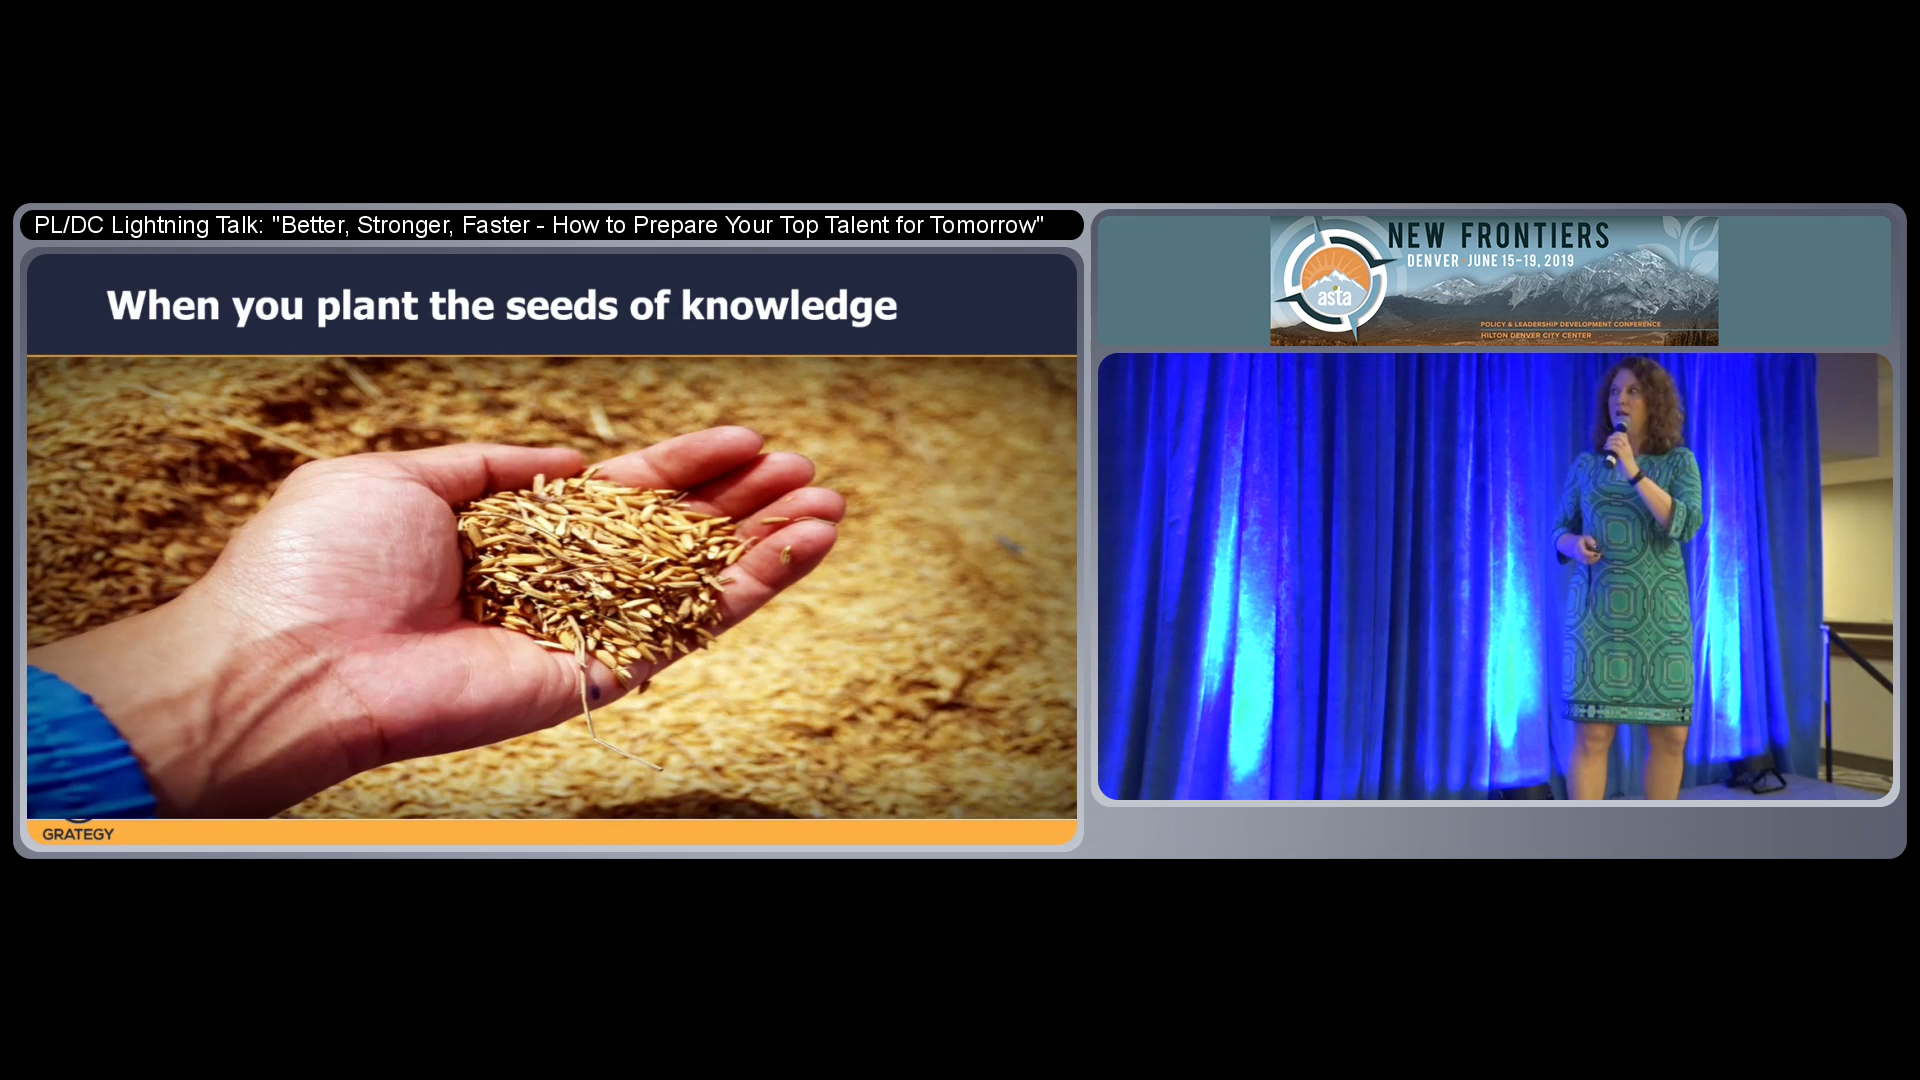 PL/DC Lightning Talk: "Better, Stronger, Faster - How to Prepare Your Top Talent for Tomorrow"
When you plant the seeds of knowledge
GRATEGY
NEW FRONTIERS
DENVER • JUNE 15–19, 2019
asta
POLICY & LEADERSHIP DEVELOPMENT CONFERENCE
HILTON DENVER CITY CENTER